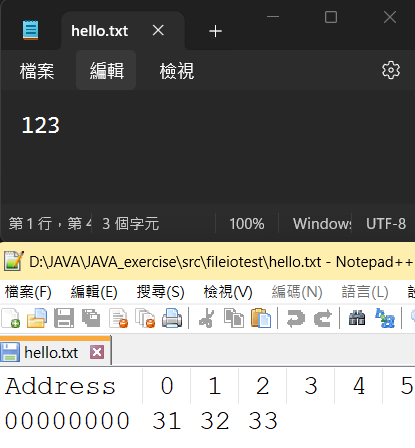 hello.txt
檔案 編輯 檢視
123
第 1 行，第 4 3 個字元 100% Windows UTF-8
D:\JAVA\JAVA_exercise\src\fileiotest\hello.txt - Notepad++
檔案(F) 編輯(E) 搜尋(S) 檢視(V) 編碼(N) 語言(L)
hello.txt
Address 0 1 2 3 4 5
00000000 31 32 33